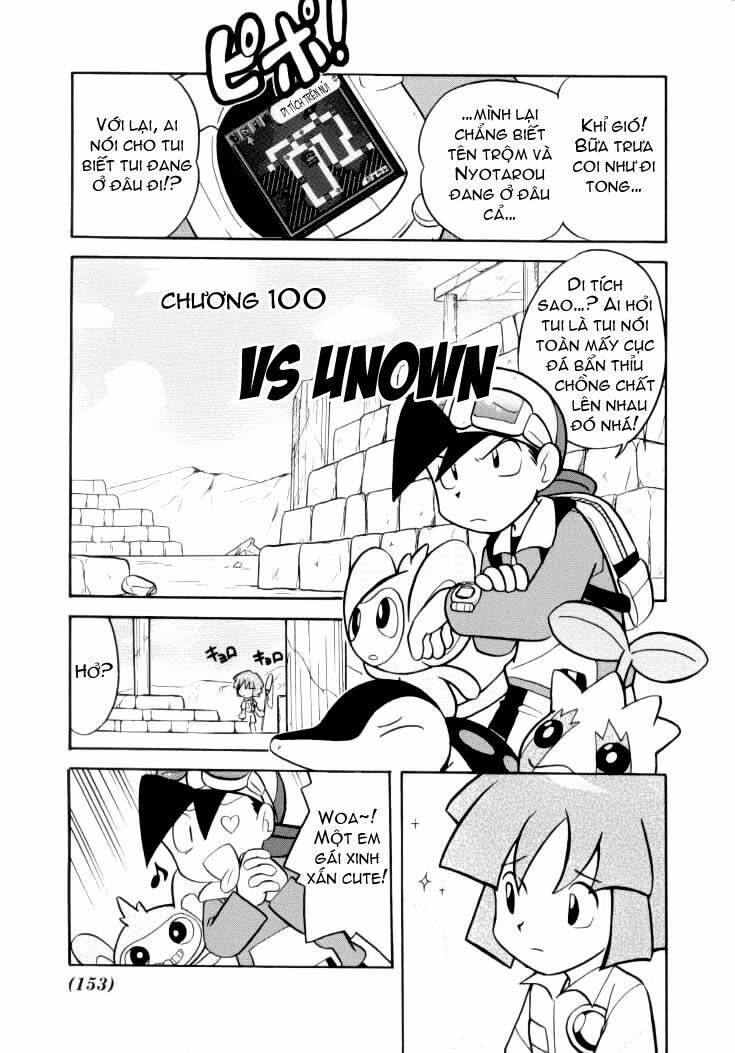 ピポピポ!
KHỈ GIÓ!
BỮA TRƯA
COI NHƯ ĐI
TONG...
...MÌNH LẠI
CHẲNG BIẾT
TÊN TRỘM VÀ
NYOTAROU
ĐANG Ở ĐÂU
CẢ...
DI TÍCH TRÊN NÚI
VỚI LẠI, AI
NÓI CHO TUI
BIẾT TUI ĐANG
Ở ĐÂU ĐI!?
CHƯƠNG 100
VS UNOWN
DI TÍCH
SAO...? AI HỎI
TUI LÀ TUI NÓI
TOÀN MẤY CỤC
ĐÁ BẨN THỈU
CHỒNG CHẤT
LÊN NHAU
ĐÓ NHÁ!
キョロ
キョロ
HỞ?
WOA~!
MỘT EM
GÁI XINH
XẮN CUTE!
(153)